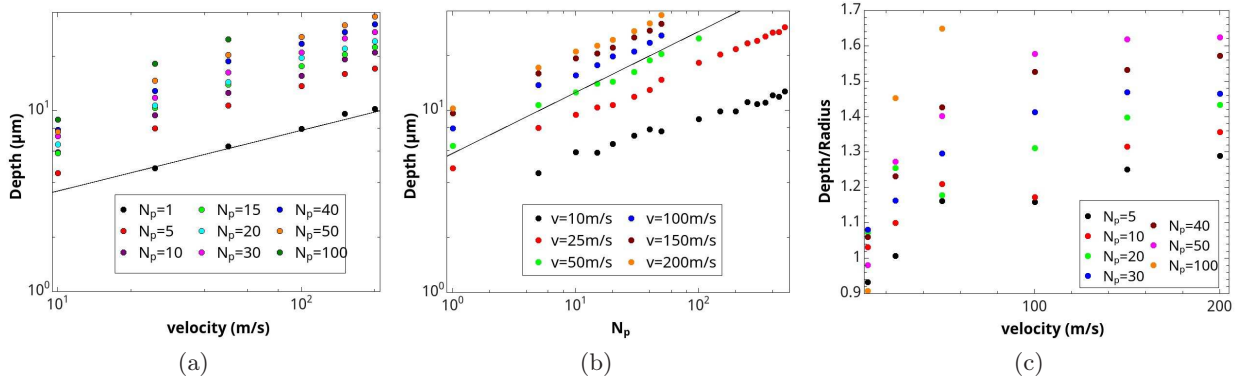 Depth (μm)
10¹
10⁰
10¹
10²
velocity (m/s)
Nₚ=1
Nₚ=15
Nₚ=40
Nₚ=5
Nₚ=20
Nₚ=50
Nₚ=10
Nₚ=30
Nₚ=100
(a)
Depth (μm)
10¹
10⁰
10⁰
10¹
10²
Nₚ
v=10m/s
v=100m/s
v=25m/s
v=150m/s
v=50m/s
v=200m/s
(b)
Depth/Radius
1.7
1.6
1.5
1.4
1.3
1.2
1.1
1
0.9
100
200
velocity (m/s)
Nₚ=5
Nₚ=10
Nₚ=20
Nₚ=30
Nₚ=40
Nₚ=50
Nₚ=100
(c)